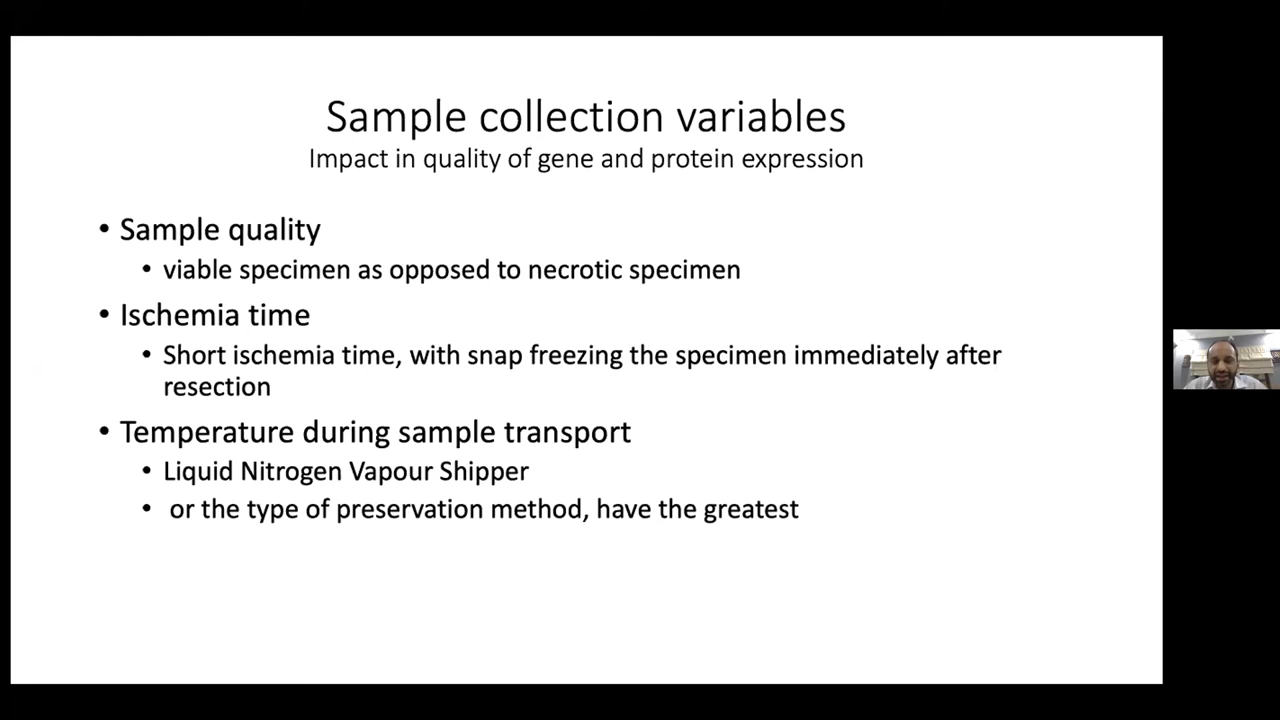 Sample collection variables
Impact in quality of gene and protein expression
• Sample quality
• viable specimen as opposed to necrotic specimen
• Ischemia time
• Short ischemia time, with snap freezing the specimen immediately after
resection
• Temperature during sample transport
• Liquid Nitrogen Vapour Shipper
• or the type of preservation method, have the greatest